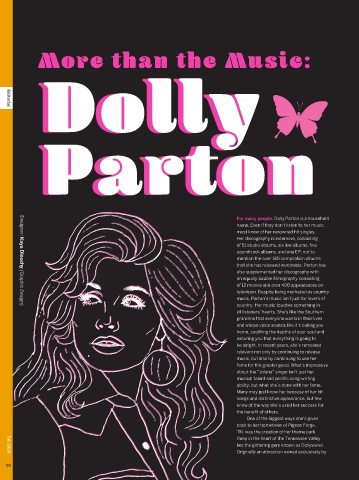 Editorial
More than the Music:
Dolly
Parton
Designer: Kaya Dourthy | Graphic Design
For many people, Dolly Parton is a household
name. Even if they don't listen to her music,
most know of her renowned hit singles.
Her discography is extensive, consisting
of 51 studio albums, six live albums, five
soundtrack albums, and one EP, not to
mention the over 220 compilation albums
that she has released worldwide. Parton has
also supplemented her discography with
an equally sizable filmography consisting
of 12 movies and over 400 appearances on
television. Despite being marketed as country
music, Parton's music isn't just for lovers of
country. Her music touches something in
all listeners' hearts. She's like the Southern
grandma that everyone wants in their lives
and whose voice sounds like it's calling you
home, soothing the depths of your soul and
assuring you that everything is going to
be alright. In recent years, she's remained
relevant not only by continuing to release
music, but also by continuing to use her
fame for the greater good. What's impressive
about the "Jolene" singer isn't just her
musical talent and prolific song-writing
ability, but what she's done with her fame.
Many may just know her because of her hit
songs and distinctive appearance, but few
know of the way she's used her success for
the benefit of others.
One of the biggest ways she's given
back to her hometown of Pigeon Forge,
TN, was the creation of her theme park.
Deep in the heart of the Tennessee Valley
lies the glittering gem known as Dollywood.
Originally an attraction owned exclusively by